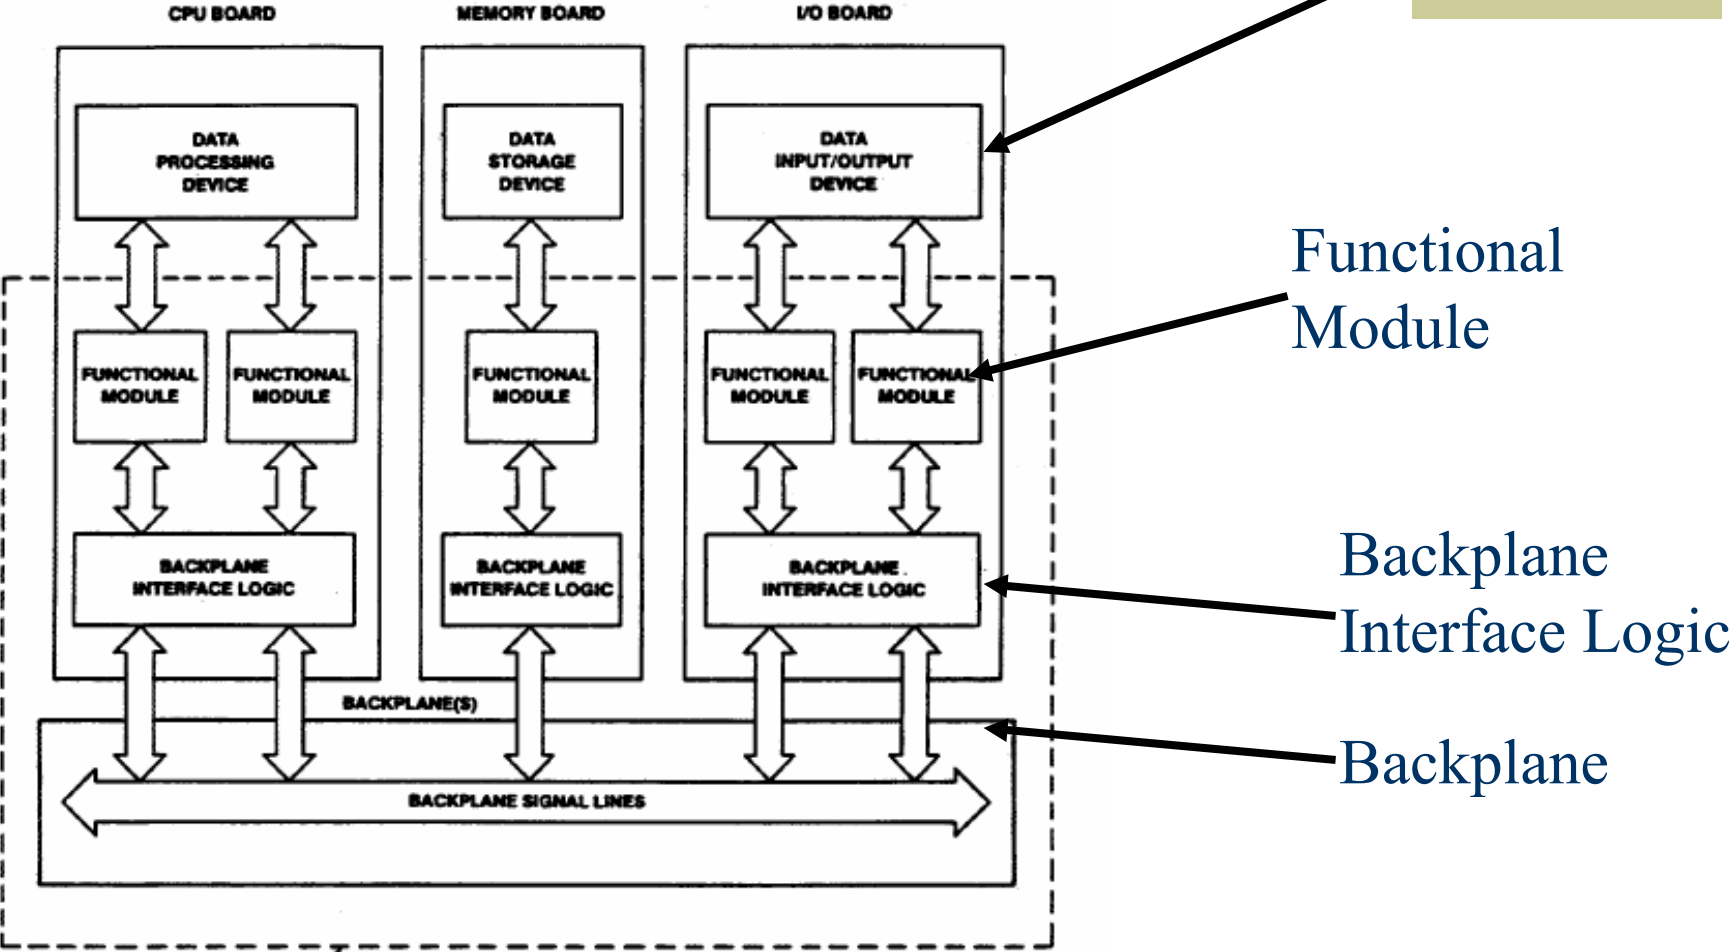 CPU BOARD
MEMORY BOARD
I/O BOARD
DATA
PROCESSING
DEVICE
DATA
STORAGE
DEVICE
DATA
INPUT/OUTPUT
DEVICE
FUNCTIONAL
MODULE
FUNCTIONAL
MODULE
FUNCTIONAL
MODULE
FUNCTIONAL
MODULE
FUNCTIONAL
MODULE
BACKPLANE
INTERFACE LOGIC
BACKPLANE
INTERFACE LOGIC
BACKPLANE
INTERFACE LOGIC
BACKPLANE(S)
BACKPLANE SIGNAL LINES
Functional
Module
Backplane
Interface Logic
Backplane